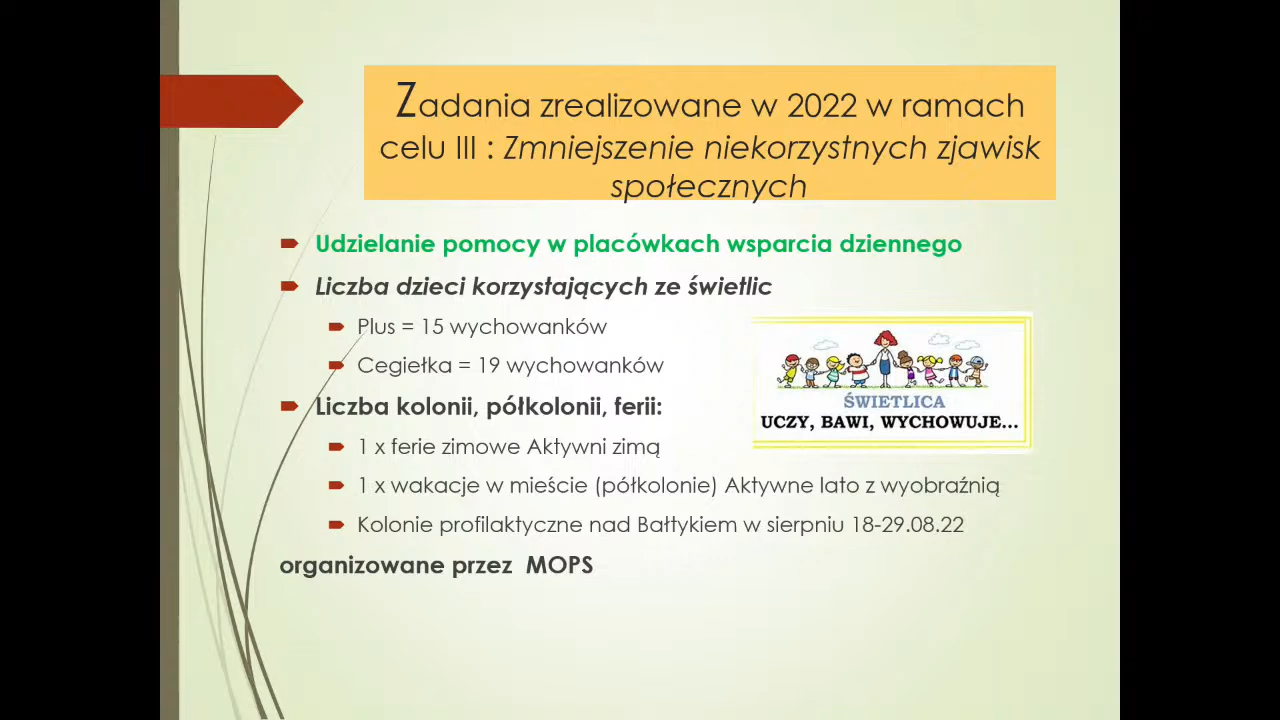 Zadania zrealizowane w 2022 w ramach
celu III : Zmniejszenie niekorzystnych zjawisk
społecznych
Udzielanie pomocy w placówkach wsparcia dziennego
Liczba dzieci korzystających ze świetlic
Plus = 15 wychowanków
Cegiełka = 19 wychowanków
Liczba kolonii, półkolonii, ferii:
1 x ferie zimowe Aktywni zimą
1 x wakacje w mieście (półkolonie) Aktywne lato z wyobraźnią
Kolonie profilaktyczne nad Bałtykiem w sierpniu 18-29.08.22
organizowane przez MOPS
ŚWIETLICA
UCZY, BAWI, WYCHOWUJE...